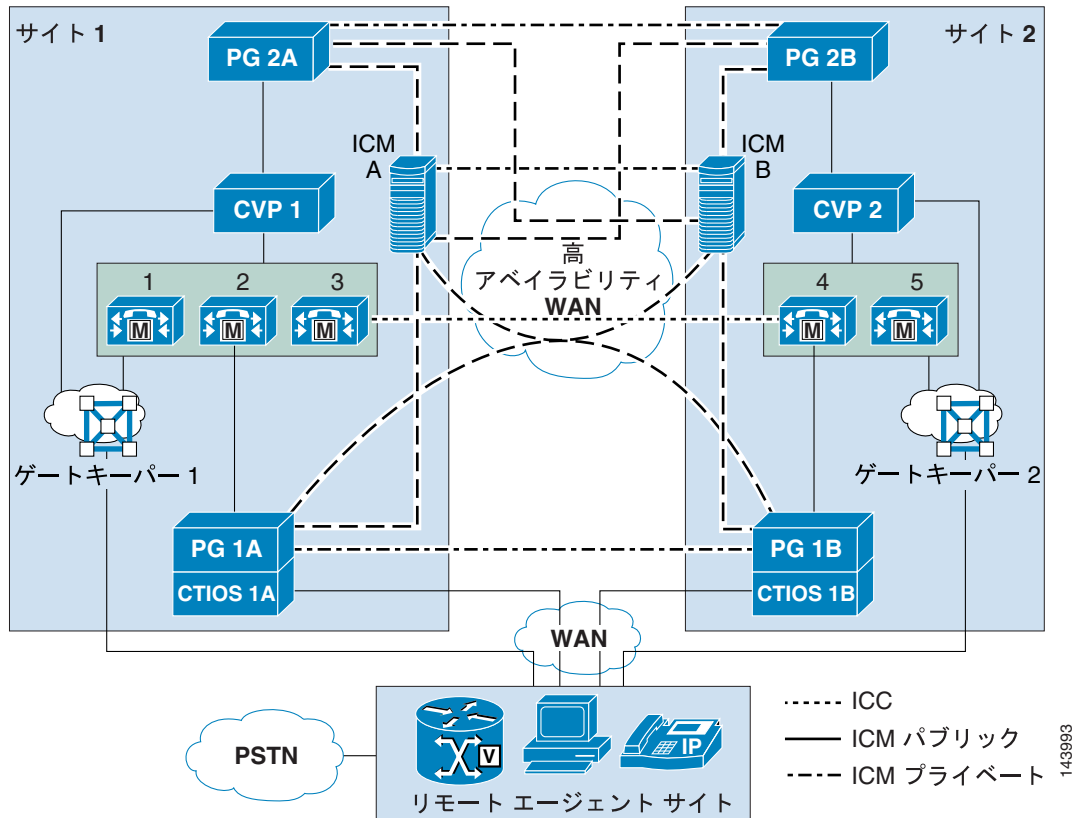 サイト 1
サイト 2
PG 2A
PG 2B
ICM
A
ICM
B
CVP 1
CVP 2
高
アベイラビリティ
WAN
1
2
3
4
5
M
M
M
M
M
ゲートキーパー 1
ゲートキーパー 2
PG 1A
CTIOS 1A
PG 1B
CTIOS 1B
WAN
PSTN
V
IP
リモート エージェント サイト
ICC
ICM パブリック
ICM プライベート
143993